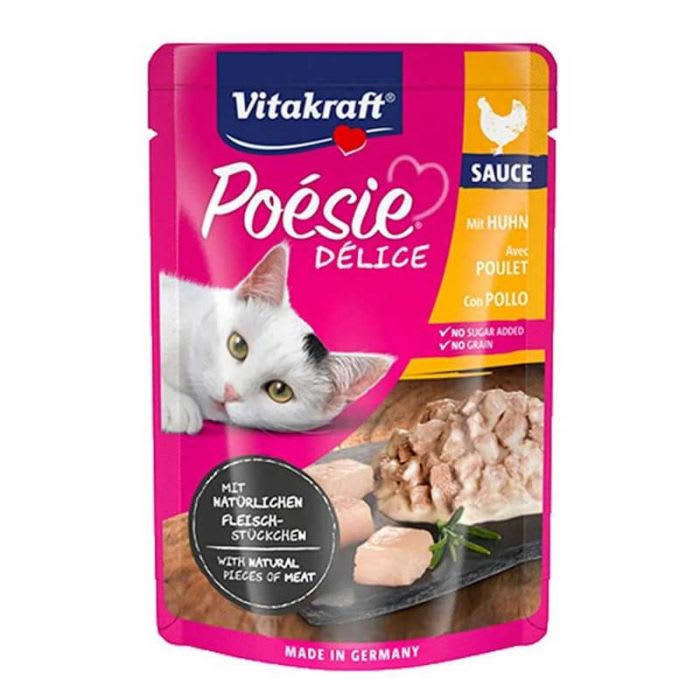 Vitakraft®
Poésie®
DÉLICE
SAUCE
Mit HUHN
Avec
POULET
Con POLLO
✓NO SUGAR ADDED
✓NO GRAIN
MIT
NATÜRLICHEN
FLEISCH-
STÜCKCHEN
WITH NATURAL
PIECES OF MEAT
MADE IN GERMANY